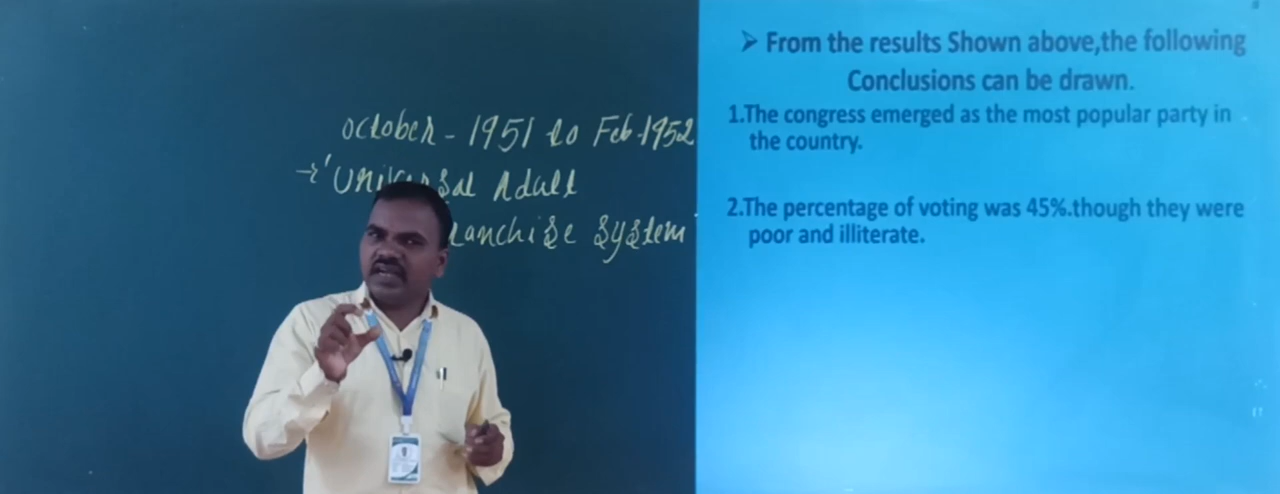 october - 1951 to Feb-1952
→ 'Universal Adult
ranchise System
➢ From the results Shown above,the following
Conclusions can be drawn.
1.The congress emerged as the most popular party in
the country.
2.The percentage of voting was 45%.though they were
poor and illiterate.